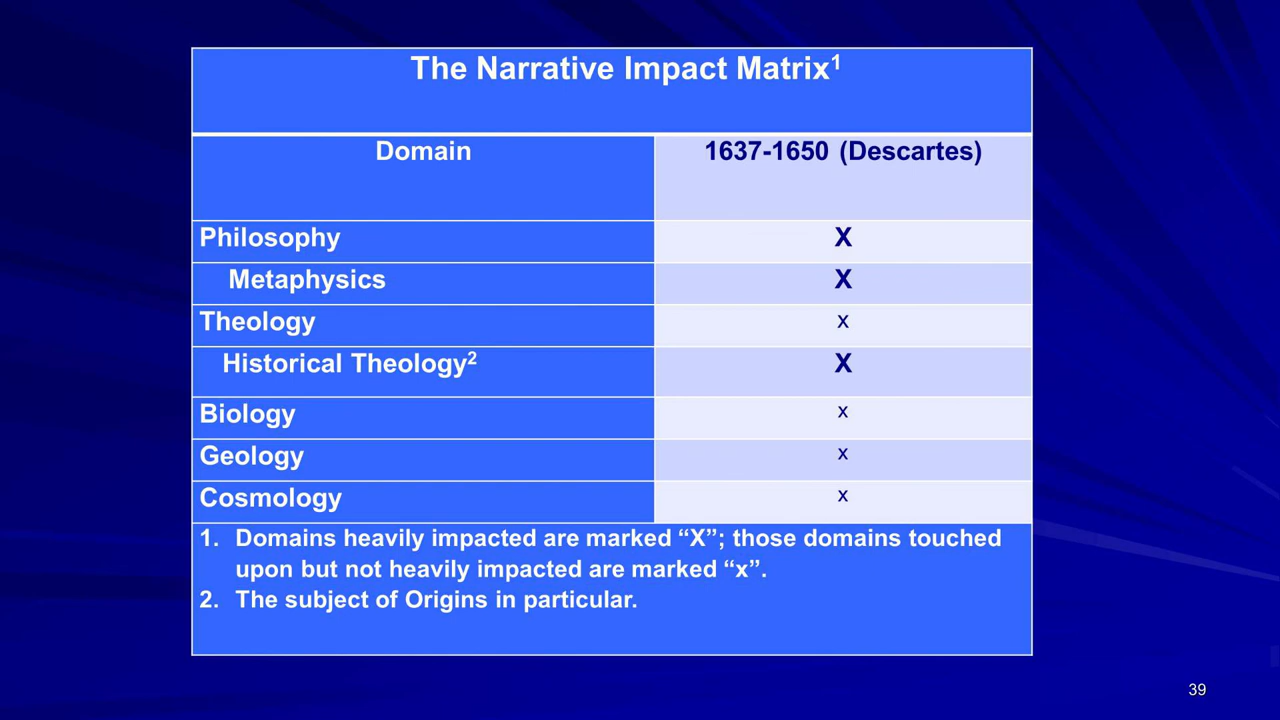 The Narrative Impact Matrix1
Domain 1637-1650 (Descartes)
Philosophy X
Metaphysics X
Theology x
Historical Theology2 X
Biology x
Geology x
Cosmology x
1. Domains heavily impacted are marked “X”; those domains touched
upon but not heavily impacted are marked “x”.
2. The subject of Origins in particular.
39